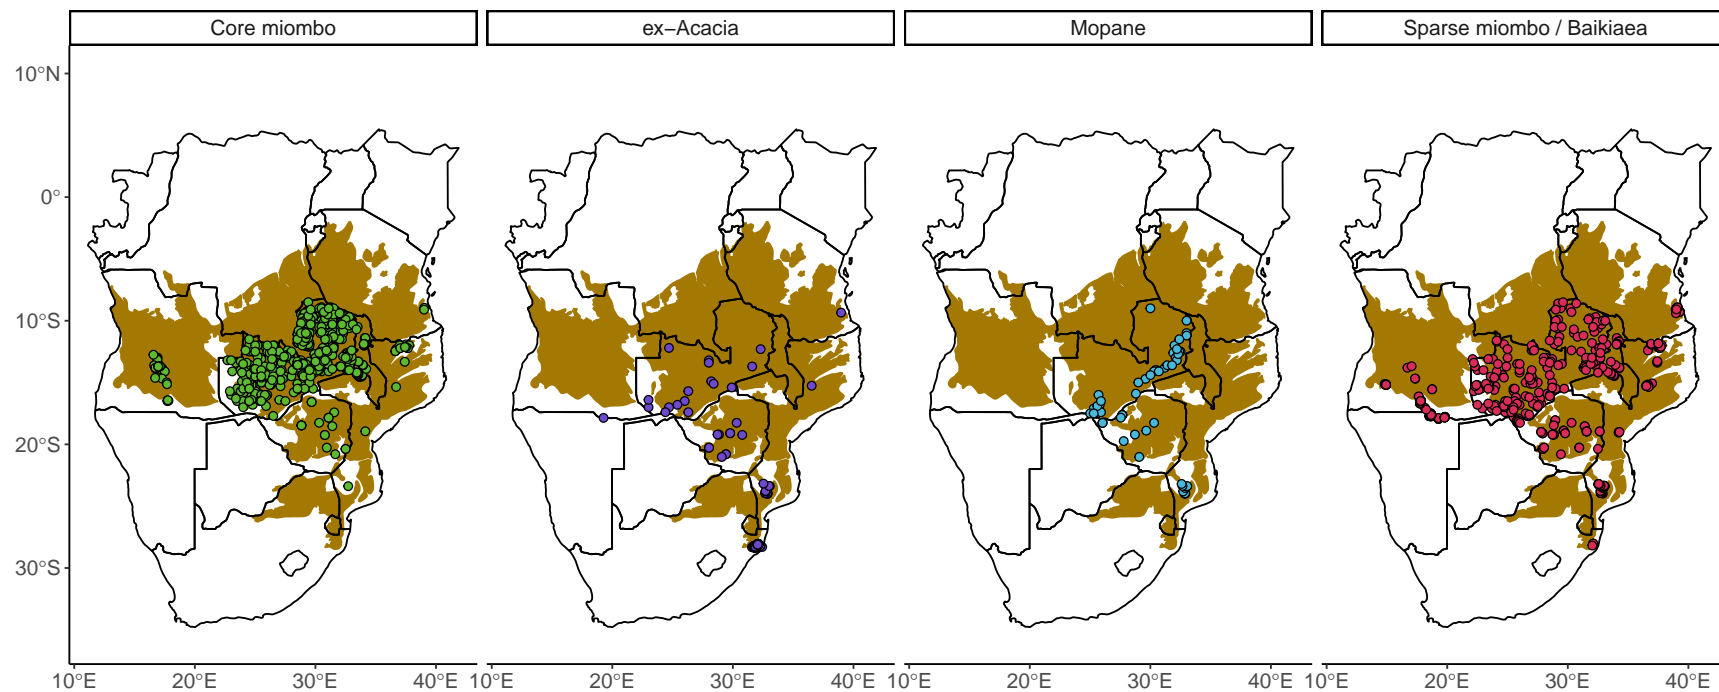 Core miombo
ex−Acacia
Mopane
Sparse miombo / Baikiaea
10°N
0°
10°S
20°S
30°S
10°E 20°E 30°E 40°E 10°E 20°E 30°E 40°E 10°E 20°E 30°E 40°E 10°E 20°E 30°E 40°E